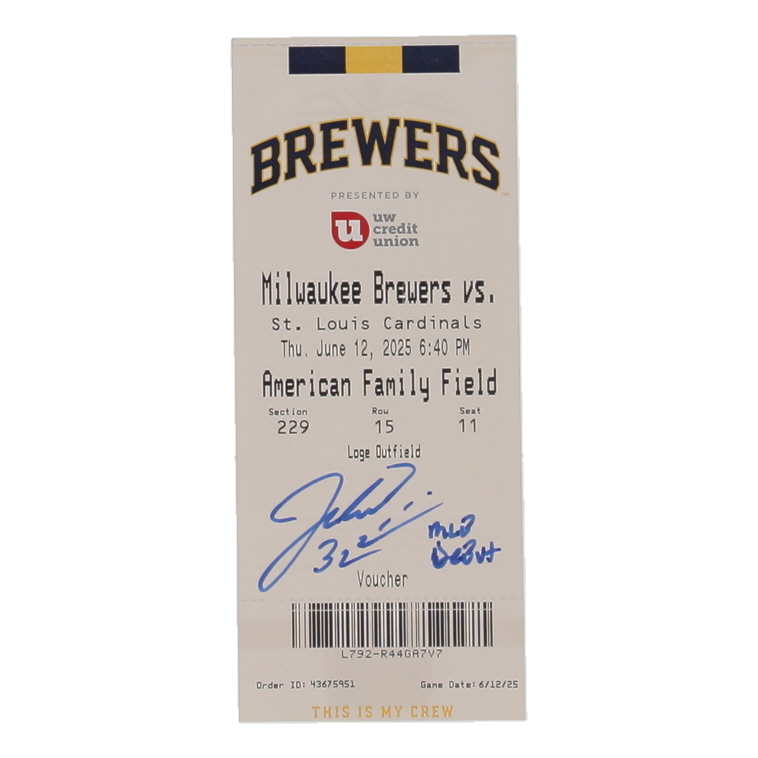 BREWERS
PRESENTED BY
uw
credit
union
Milwaukee Brewers vs.
St. Louis Cardinals
Thu. June 12, 2025 6:40 PM
American Family Field
Section Row Seat
229 15 11
Loge Outfield
32
MLB
Debut
Voucher
L792-R44GA7V7
Order ID: 43675951 Game Date: 6/12/25
THIS IS MY CREW